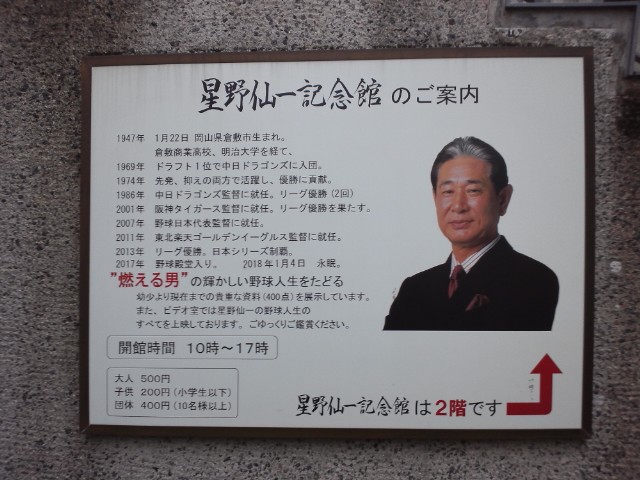 星野仙一記念館 のご案内
1947年 1月22日 岡山県倉敷市生まれ。
倉敷商業高校、明治大学を経て、
1969年 ドラフト1位で中日ドラゴンズに入団。
1974年 先発、抑えの両方で活躍し、優勝に貢献。
1986年 中日ドラゴンズ監督に就任。リーグ優勝(2回)
2001年 阪神タイガース監督に就任。リーグ優勝を果たす。
2007年 野球日本代表監督に就任。
2011年 東北楽天ゴールデンイーグルス監督に就任。
2013年 リーグ優勝。日本シリーズ制覇。
2017年 野球殿堂入り。 2018年1月4日 永眠。
"燃える男"の輝かしい野球人生をたどる
幼少より現在までの貴重な資料(400点)を展示しています。
また、ビデオ室では星野仙一の野球人生の
すべてを上映しております。ごゆっくりご鑑賞ください。
開館時間 10時～17時
大人 500円
子供 200円(小学生以下)
団体 400円(10名様以上)
星野仙一記念館 は2階です